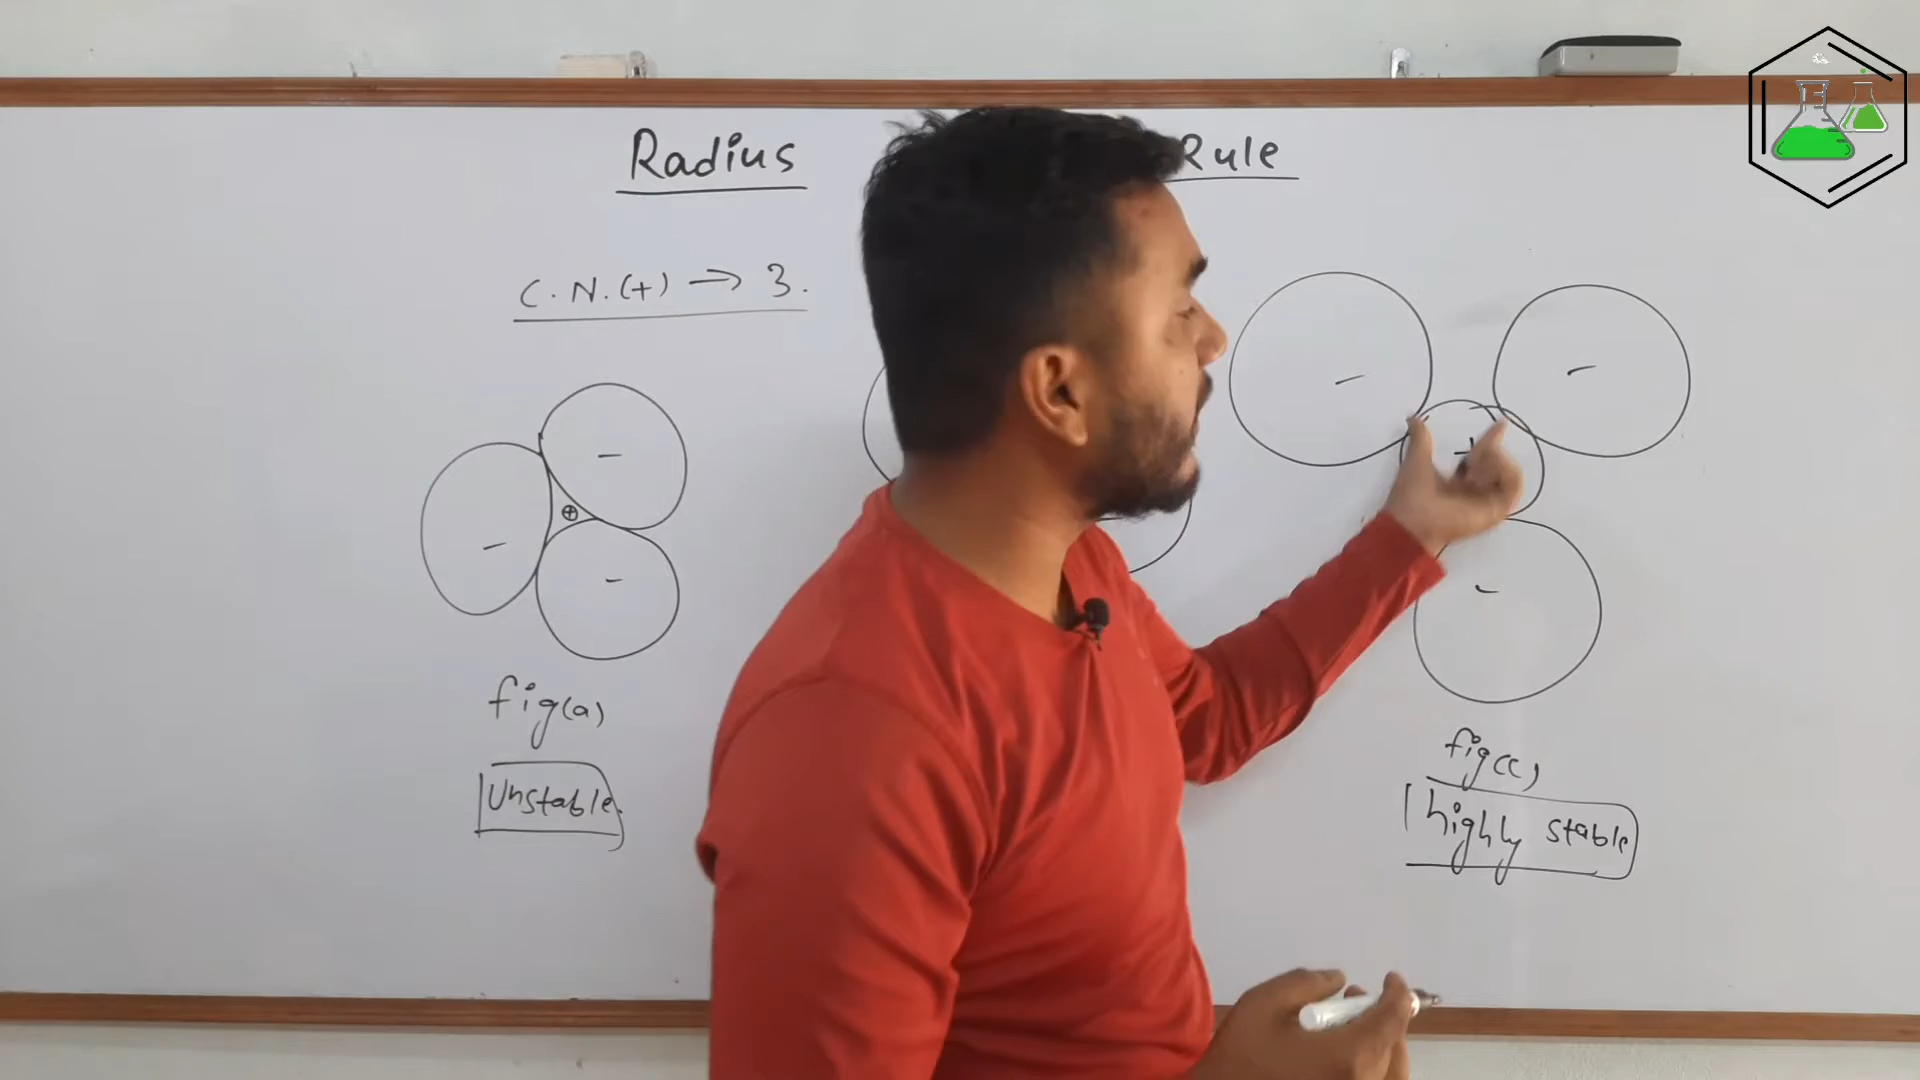 Radius Rule
C.N.(+) → 3.
+
-
-
-
⊕
-
-
-
-
fig(a)
Unstable.
fig(c)
highly stable